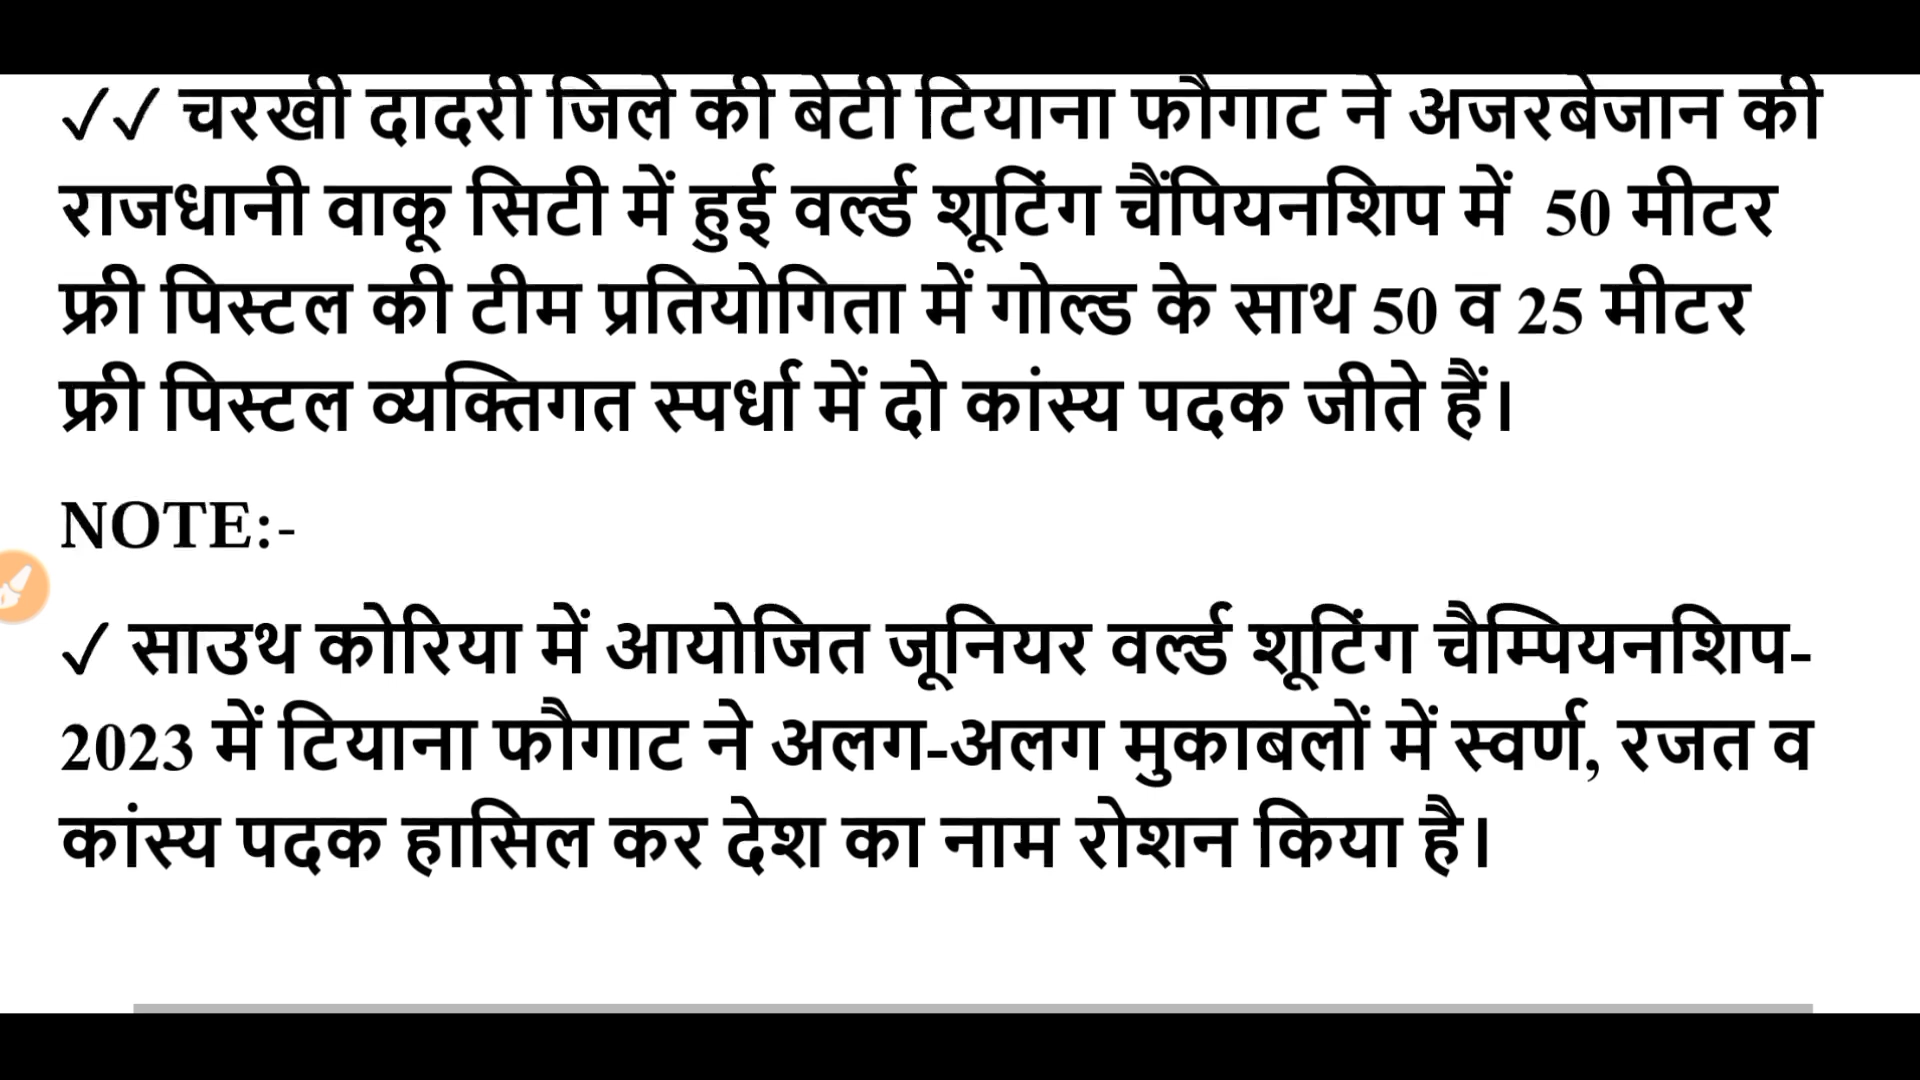 ✓✓ चरखी दादरी जिले की बेटी टियाना फौगाट ने अजरबेजान की
राजधानी वाकू सिटी में हुई वर्ल्ड शूटिंग चैंपियनशिप में 50 मीटर
फ्री पिस्टल की टीम प्रतियोगिता में गोल्ड के साथ 50 व 25 मीटर
फ्री पिस्टल व्यक्तिगत स्पर्धा में दो कांस्य पदक जीते हैं।
NOTE:-
✓ साउथ कोरिया में आयोजित जूनियर वर्ल्ड शूटिंग चैम्पियनशिप-
2023 में टियाना फौगाट ने अलग-अलग मुकाबलों में स्वर्ण, रजत व
कांस्य पदक हासिल कर देश का नाम रोशन किया है।